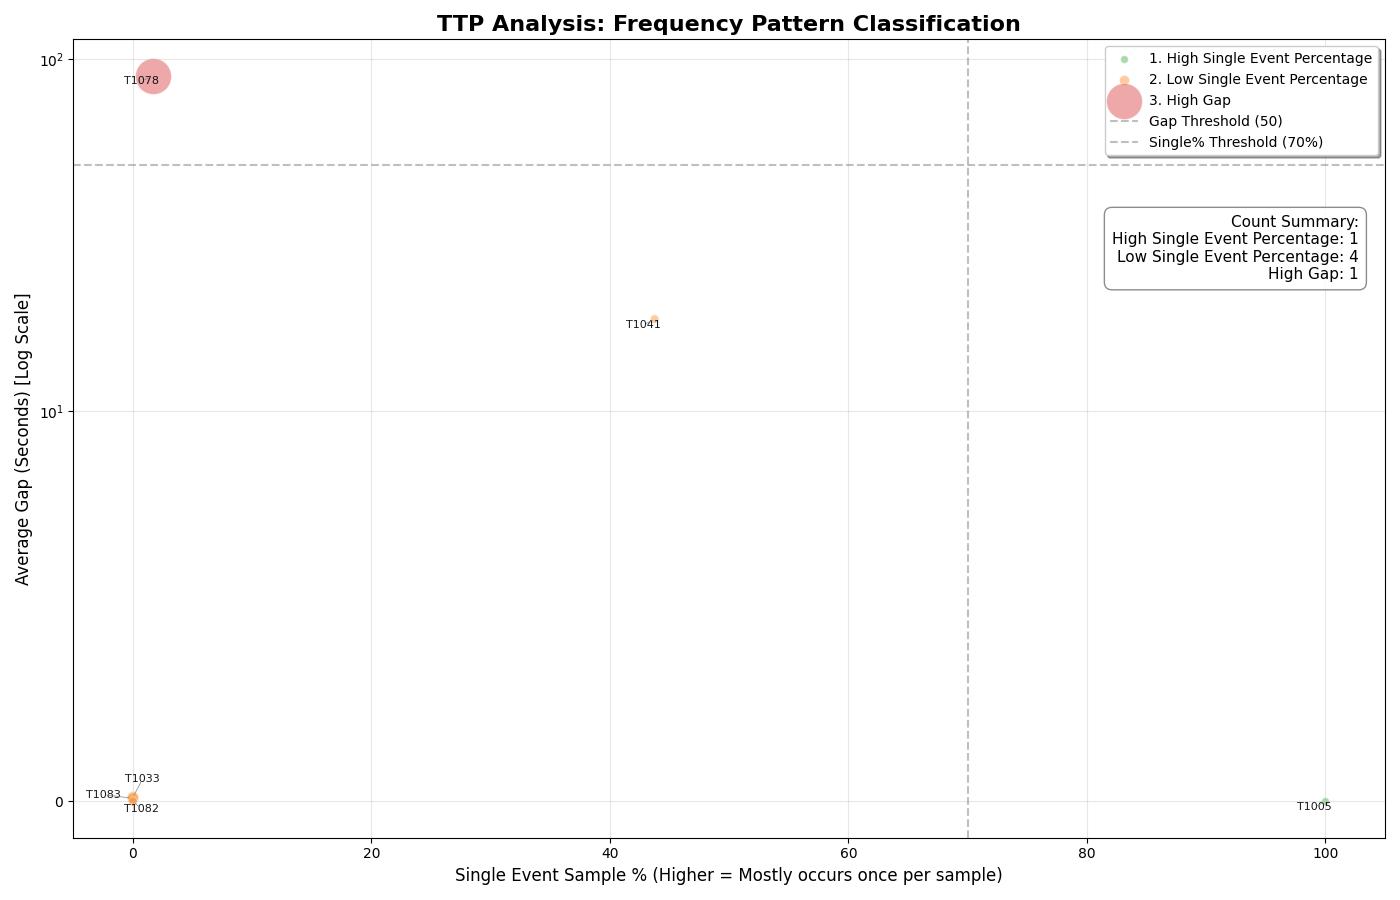 TTP Analysis: Frequency Pattern Classification
10²
T1078
1. High Single Event Percentage
2. Low Single Event Percentage
3. High Gap
Gap Threshold (50)
Single% Threshold (70%)
Count Summary:
High Single Event Percentage: 1
Low Single Event Percentage: 4
High Gap: 1
T1041
10¹
Average Gap (Seconds) [Log Scale]
T1033
T1083
T1082
0
T1005
0 20 40 60 80 100
Single Event Sample % (Higher = Mostly occurs once per sample)